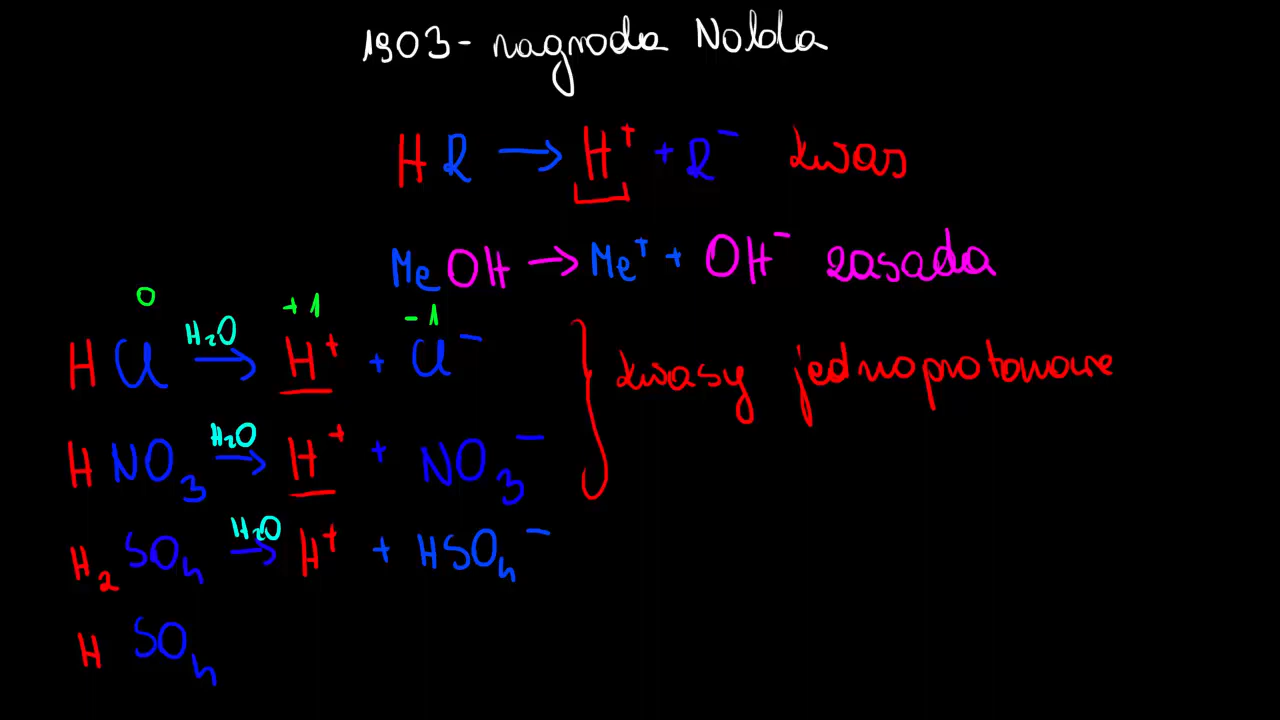 1903 - nagroda Nobla
HR → H⁺ + R⁻ kwas
MeOH → Me⁺ + OH⁻ zasada
0 +1 -1
HCl H₂O → H⁺ + Cl⁻ } kwasy jednoprotonowe
HNO₃ H₂O → H⁺ + NO₃⁻
H₂SO₄ H₂O → H⁺ + HSO₄⁻
H SO₄